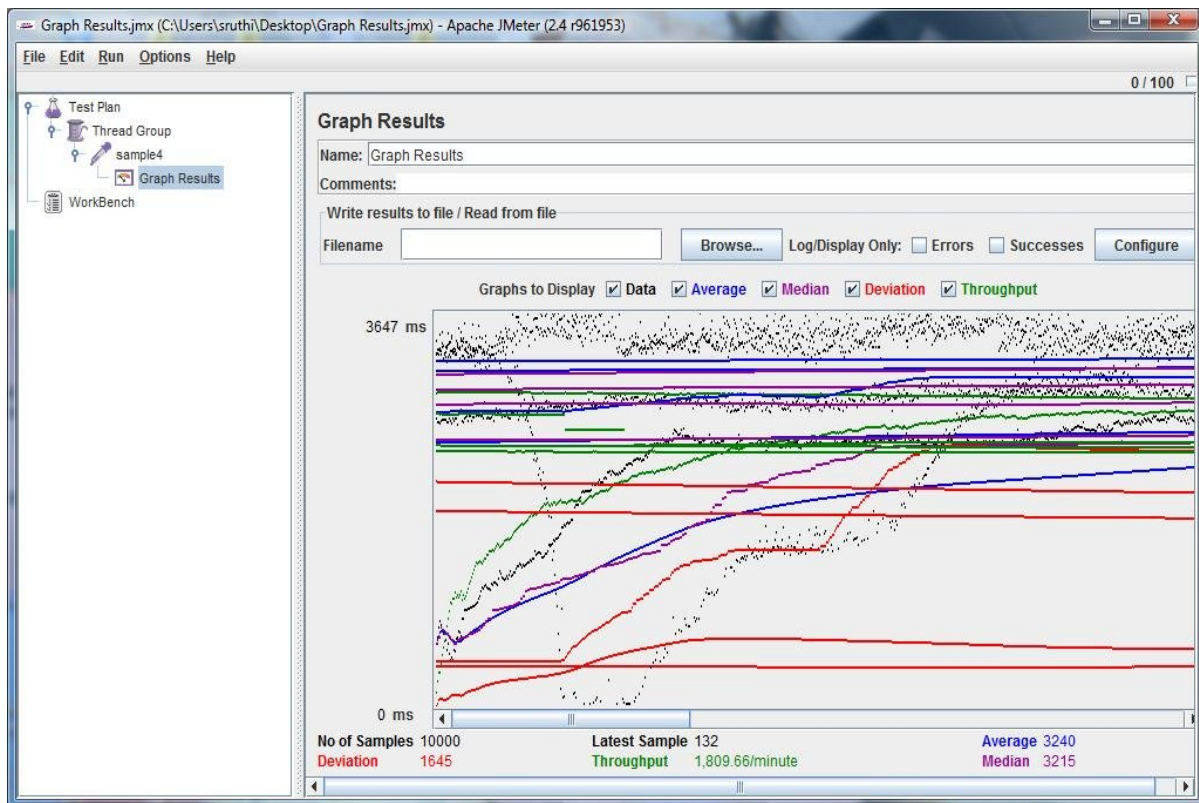 Graph Results.jmx (C:\Users\sruthi\Desktop\Graph Results.jmx) - Apache JMeter (2.4 r961953)
File Edit Run Options Help
0 / 100
Test Plan
Thread Group
sample4
Graph Results
WorkBench
Graph Results
Name: Graph Results
Comments:
Write results to file / Read from file
Filename Browse... Log/Display Only: Errors Successes Configure
Graphs to Display Data Average Median Deviation Throughput
3647 ms
0 ms
No of Samples 10000 Latest Sample 132 Average 3240
Deviation 1645 Throughput 1,809.66/minute Median 3215